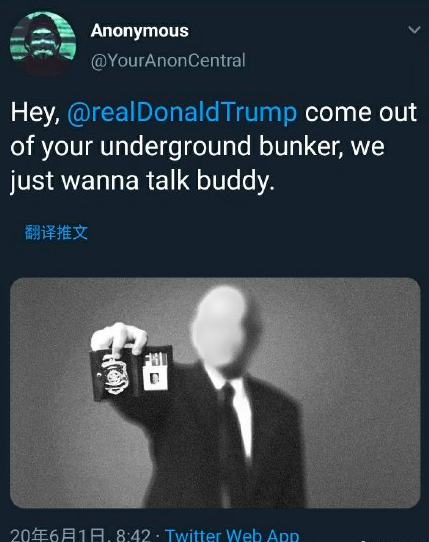 Anonymous
@YourAnonCentral
Hey, @realDonaldTrump come out
of your underground bunker, we
just wanna talk buddy.
翻译推文
20年6月1日, 8:42 · Twitter Web App